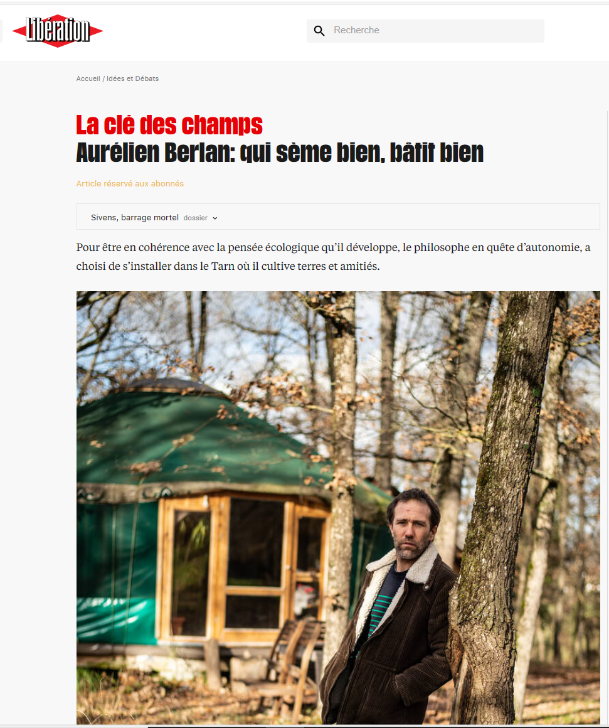 Libération
Recherche
Accueil / Idées et Débats
La clé des champs
Aurélien Berlan: qui sème bien, bâtit bien
Article réservé aux abonnés
Sivens, barrage mortel dossier
Pour être en cohérence avec la pensée écologique qu'il développe, le philosophe en quête d'autonomie, a
choisi de s'installer dans le Tarn où il cultive terres et amitiés.